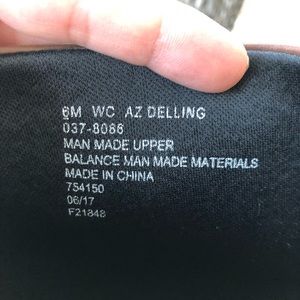 6M WC AZ DELLING
037-8086
MAN MADE UPPER
BALANCE MAN MADE MATERIALS
MADE IN CHINA
754150
06/17
F21848